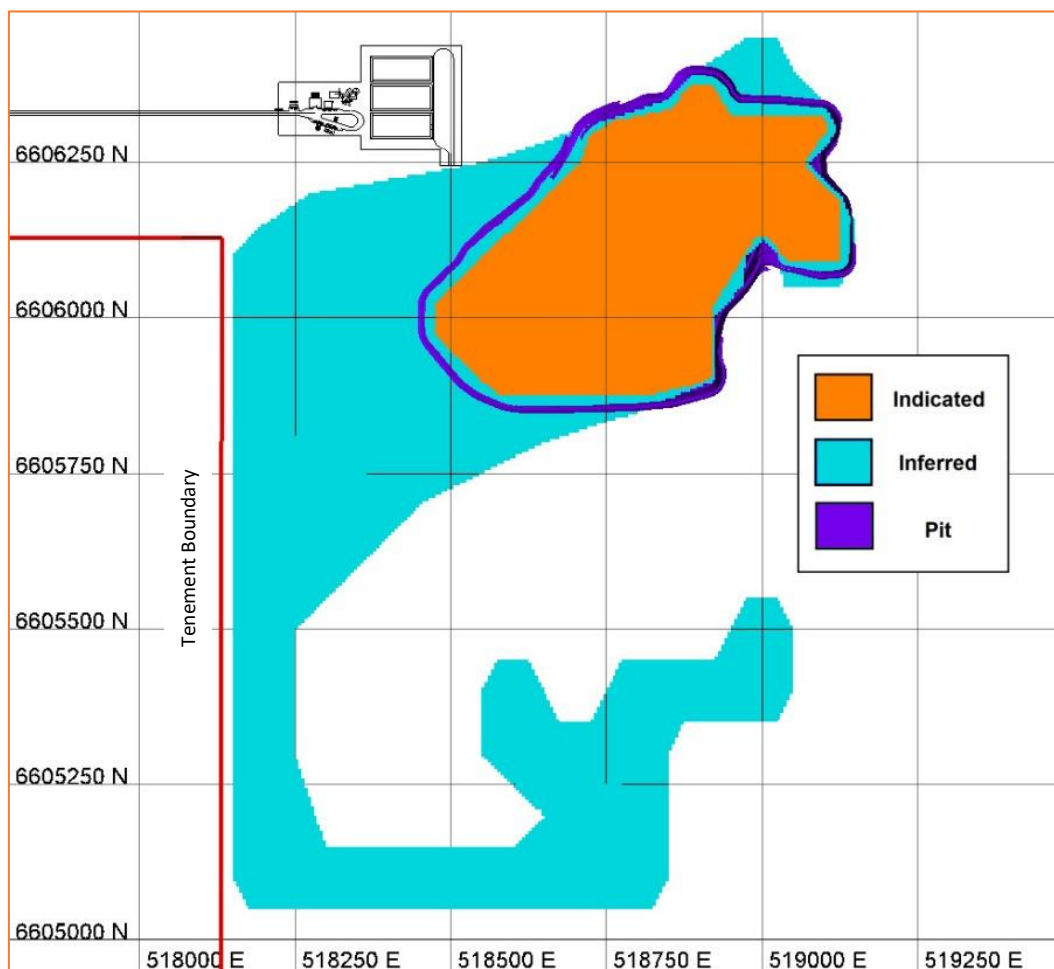 6606250 N
6606000 N
Indicated
Inferred
Pit
6605750 N
Tenement Boundary
6605500 N
6605250 N
6605000 N
518000 E
518250 E
518500 E
518750 E
519000 E
519250 E